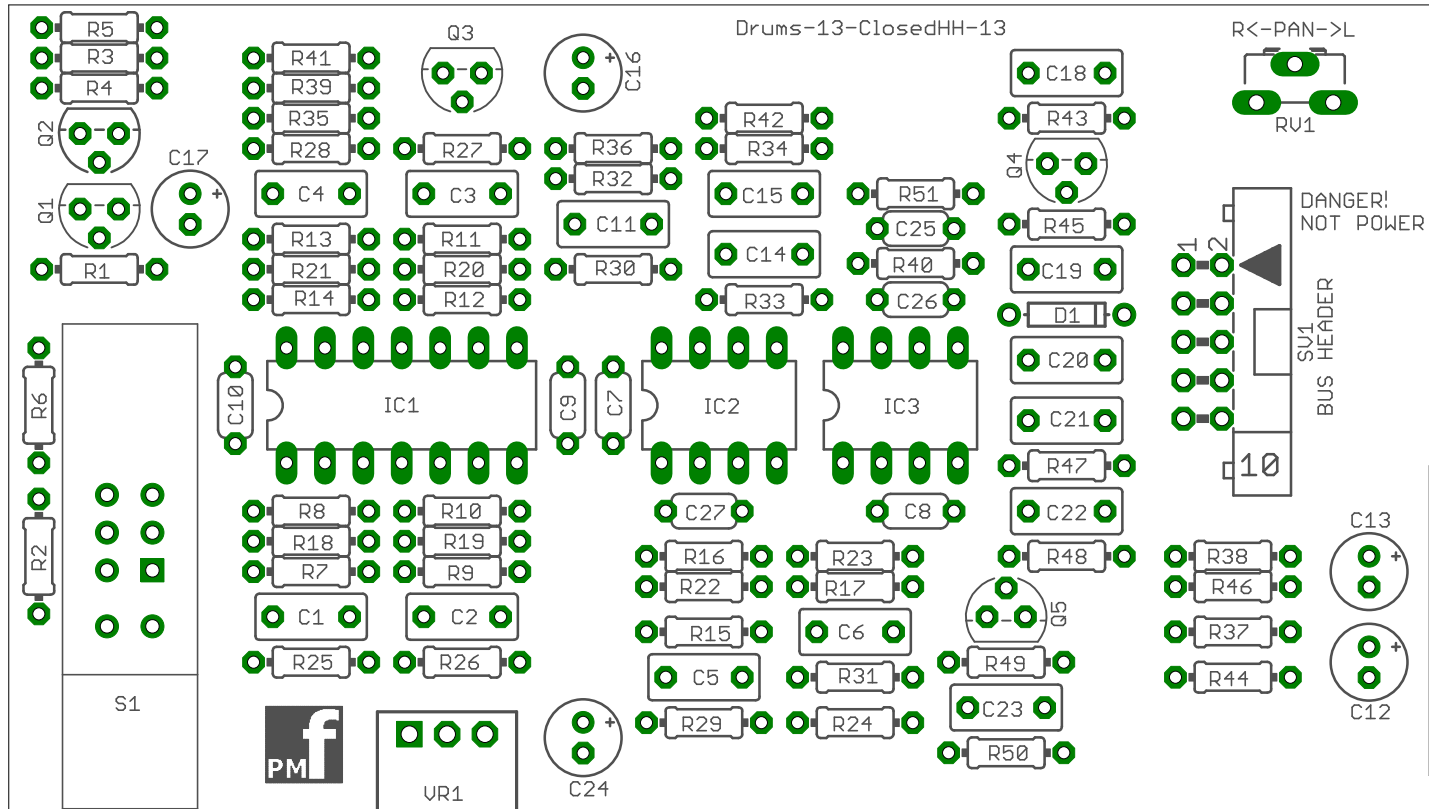 Drums-13-ClosedHH-13
R<-PAN->L
R5
R3
R4
Q2
Q1
C17
R1
R41
R39
R35
R28
C4
R13
R21
R14
Q3
R27
C3
R11
R20
R12
C16
R36
R32
C11
R30
R42
R34
C15
C14
R33
R51
C25
R40
C26
C18
R43
Q4
R45
C19
D1
C20
C21
R47
C22
R48
RV1
DANGER!
NOT POWER
1
2
SV1
BUS HEADER
10
R6
R2
S1
C10
IC1
C9
C7
IC2
IC3
R8
R18
R7
C1
R25
R10
R19
R9
C2
R26
C27
R16
R22
R15
C5
R29
C8
R23
R17
C6
R31
R24
Q5
R49
C23
R50
R38
R46
R37
R44
C13
C12
PMf
VR1
C24